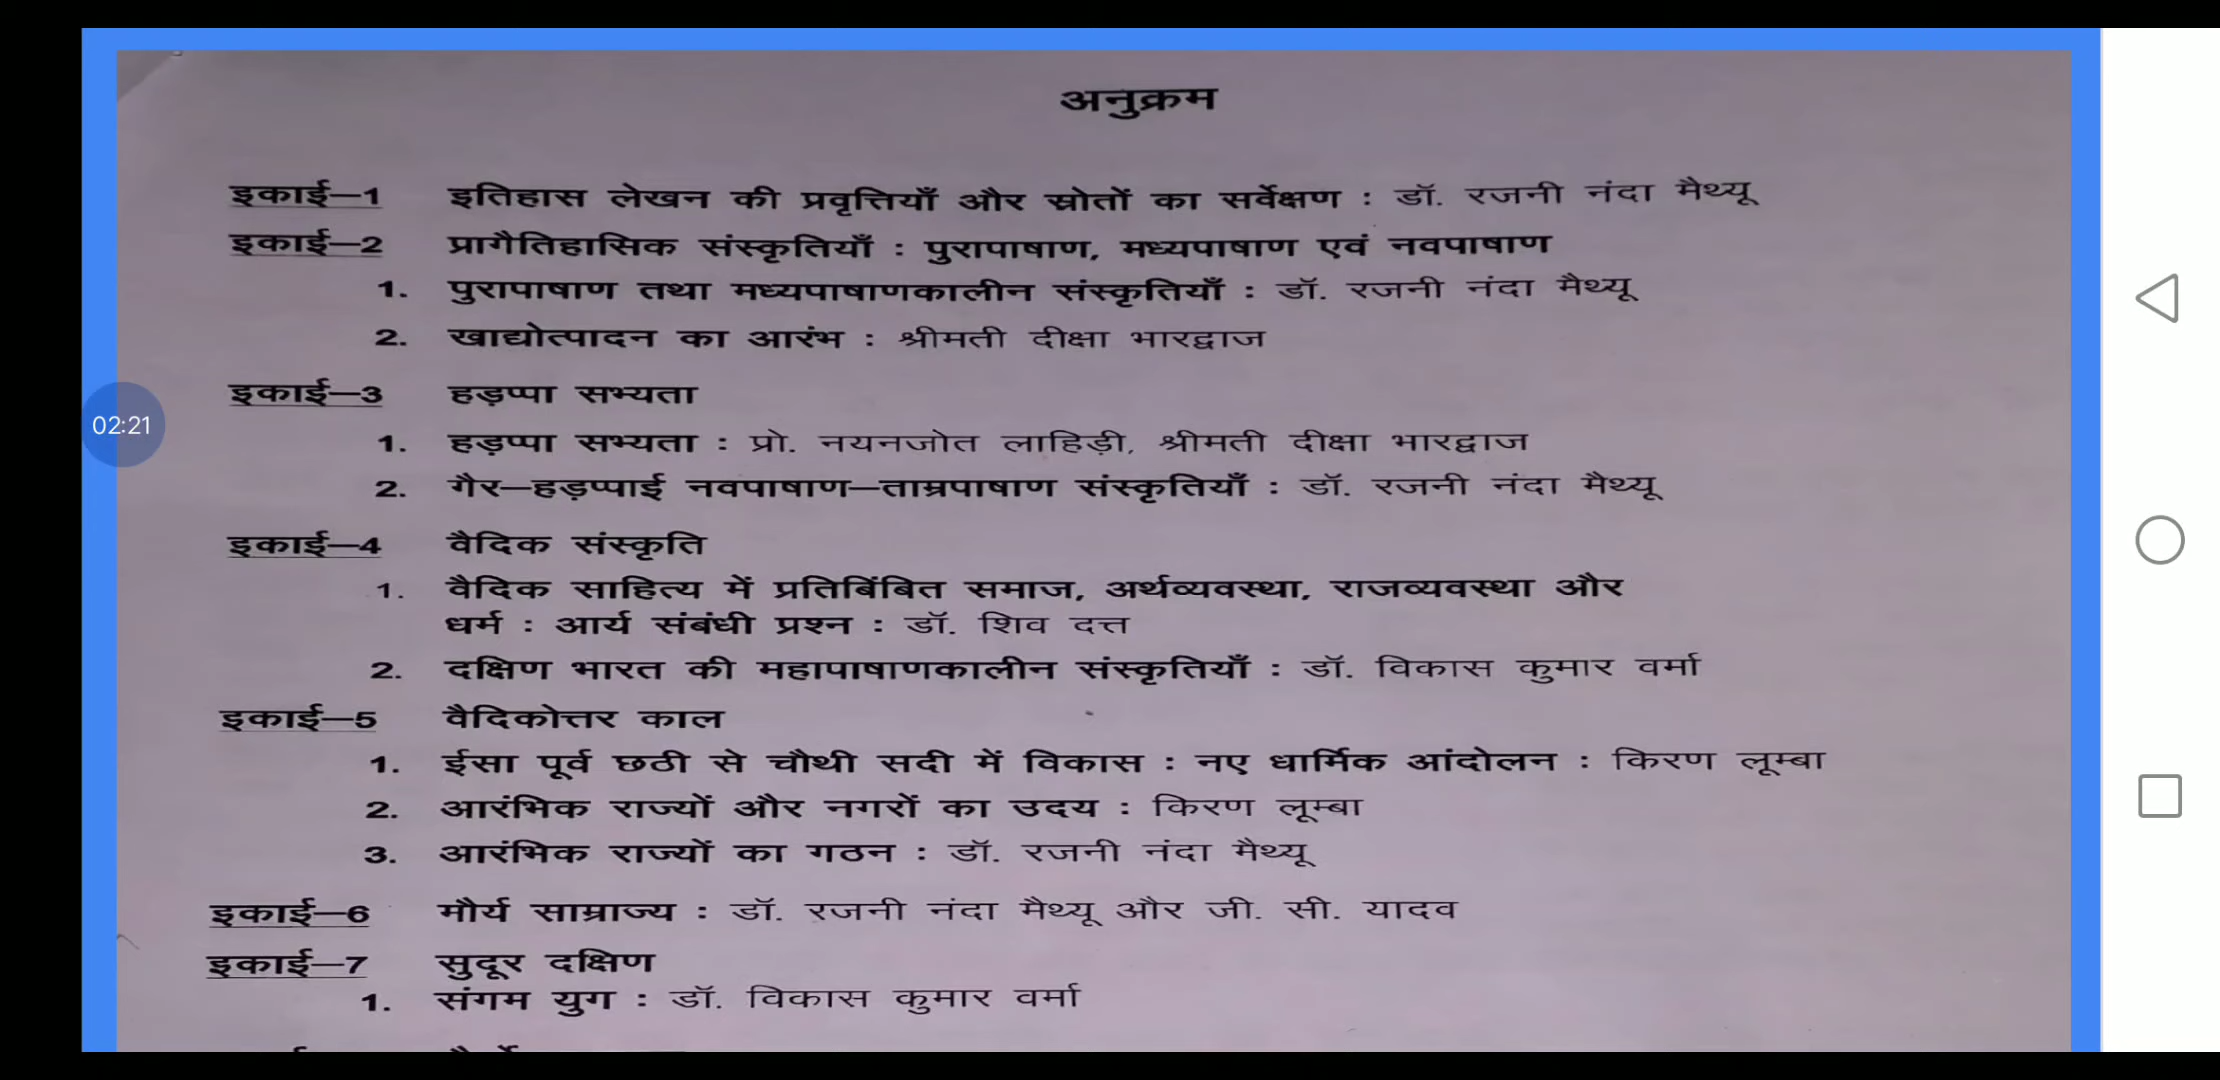 अनुक्रम
इकाई–1 इतिहास लेखन की प्रवृत्तियाँ और स्रोतों का सर्वेक्षण : डॉ. रजनी नंदा मैथ्यू
इकाई–2 प्रागैतिहासिक संस्कृतियाँ : पुरापाषाण, मध्यपाषाण एवं नवपाषाण
1. पुरापाषाण तथा मध्यपाषाणकालीन संस्कृतियाँ : डॉ. रजनी नंदा मैथ्यू
2. खाद्योत्पादन का आरंभ : श्रीमती दीक्षा भारद्वाज
इकाई–3 हड़प्पा सभ्यता
02:21
1. हड़प्पा सभ्यता : प्रो. नयनजोत लाहिड़ी, श्रीमती दीक्षा भारद्वाज
2. गैर–हड़प्पाई नवपाषाण–ताम्रपाषाण संस्कृतियाँ : डॉ. रजनी नंदा मैथ्यू
इकाई–4 वैदिक संस्कृति
1. वैदिक साहित्य में प्रतिबिंबित समाज, अर्थव्यवस्था, राजव्यवस्था और
धर्म : आर्य संबंधी प्रश्न : डॉ. शिव दत्त
2. दक्षिण भारत की महापाषाणकालीन संस्कृतियाँ : डॉ. विकास कुमार वर्मा
इकाई–5 वैदिकोत्तर काल
1. ईसा पूर्व छठी से चौथी सदी में विकास : नए धार्मिक आंदोलन : किरण लूम्बा
2. आरंभिक राज्यों और नगरों का उदय : किरण लूम्बा
3. आरंभिक राज्यों का गठन : डॉ. रजनी नंदा मैथ्यू
इकाई–6 मौर्य साम्राज्य : डॉ. रजनी नंदा मैथ्यू और जी. सी. यादव
इकाई–7 सुदूर दक्षिण
1. संगम युग : डॉ. विकास कुमार वर्मा